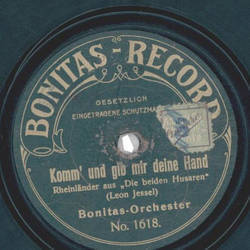 BONITAS-RECORD
GESETZLICH
EINGETRAGENE
Komm' und gib mir deine Hand
Rheinländer aus „Die beiden Husaren"
(Leon Jessel)
Bonitas-Orchester
No. 1618.